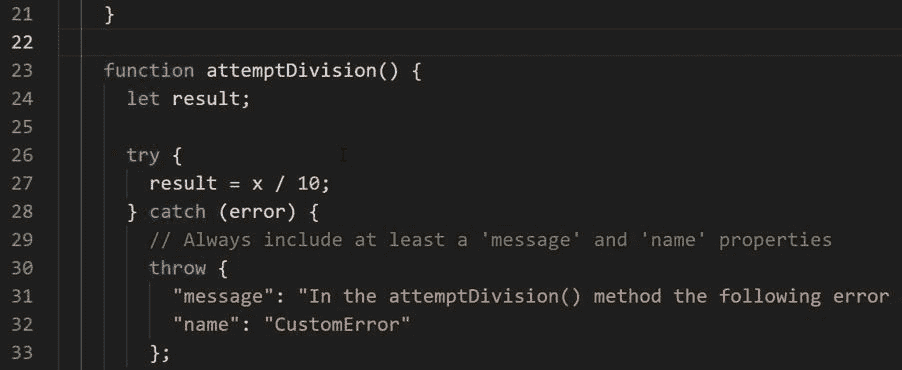 21 }
22
23 function attemptDivision() {
24 let result;
25
26 try {
27 result = x / 10;
28 } catch (error) {
29 // Always include at least a 'message' and 'name' properties
30 throw {
31 "message": "In the attemptDivision() method the following error
32 "name": "CustomError"
33 };